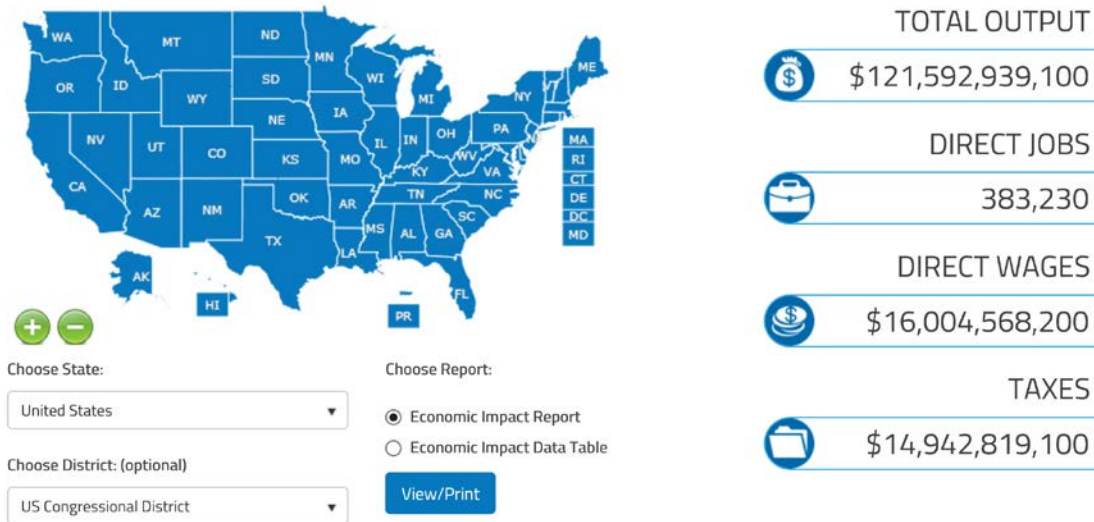 WA
MT
ND
MN
ME
OR
ID
SD
WI
WY
MI
NY
IA
NE
PA
NV
UT
CO
IL
IN
OH
KS
MO
WV
VA
KY
CA
NC
TN
OK
AZ
NM
AR
SC
MS
AL
GA
TX
LA
FL
AK
HI
PR
MA
RI
CT
DE
DC
MD
Choose State:
United States
Choose District: (optional)
US Congressional District
Choose Report:
Economic Impact Report
Economic Impact Data Table
View/Print
TOTAL OUTPUT
$121,592,939,100
DIRECT JOBS
383,230
DIRECT WAGES
$16,004,568,200
TAXES
$14,942,819,100